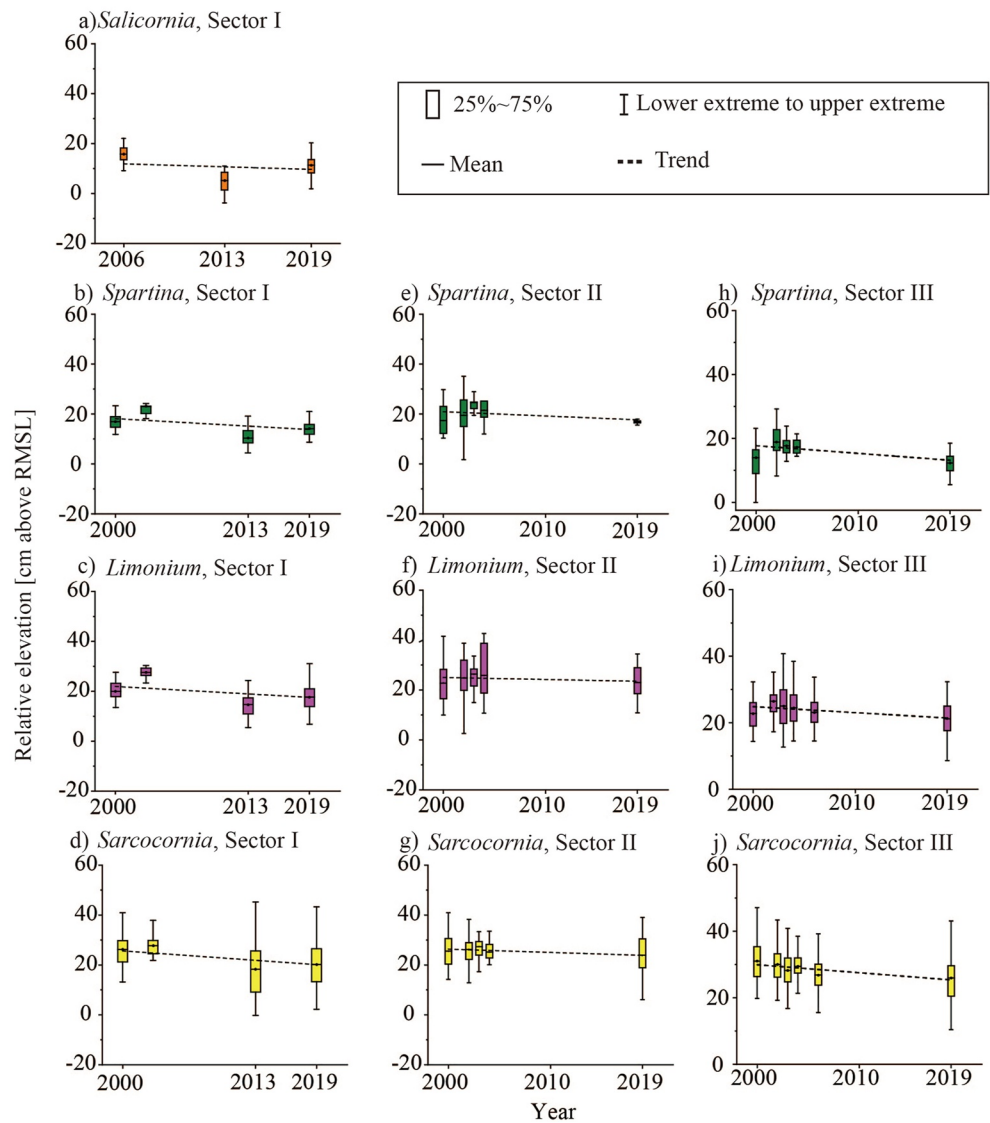 a)Salicornia, Sector I
60
40
20
0
-20
2006 2013 2019
25%~75%
Lower extreme to upper extreme
Mean
Trend
b) Spartina, Sector I
60
40
20
0
-20
2000 2013 2019
e) Spartina, Sector II
60
40
20
0
-20
2000 2010 2019
h) Spartina, Sector III
60
40
20
0
2000 2010 2019
Relative elevation [cm above RMSL]
c) Limonium, Sector I
60
40
20
0
-20
2000 2013 2019
f) Limonium, Sector II
60
40
20
0
-20
2000 2010 2019
i) Limonium, Sector III
60
40
20
0
2000 2010 2019
d) Sarcocornia, Sector I
60
40
20
0
-20
2000 2013 2019
g) Sarcocornia, Sector II
60
40
20
0
-20
2000 2010 2019
j) Sarcocornia, Sector III
60
40
20
0
2000 2010 2019
Year